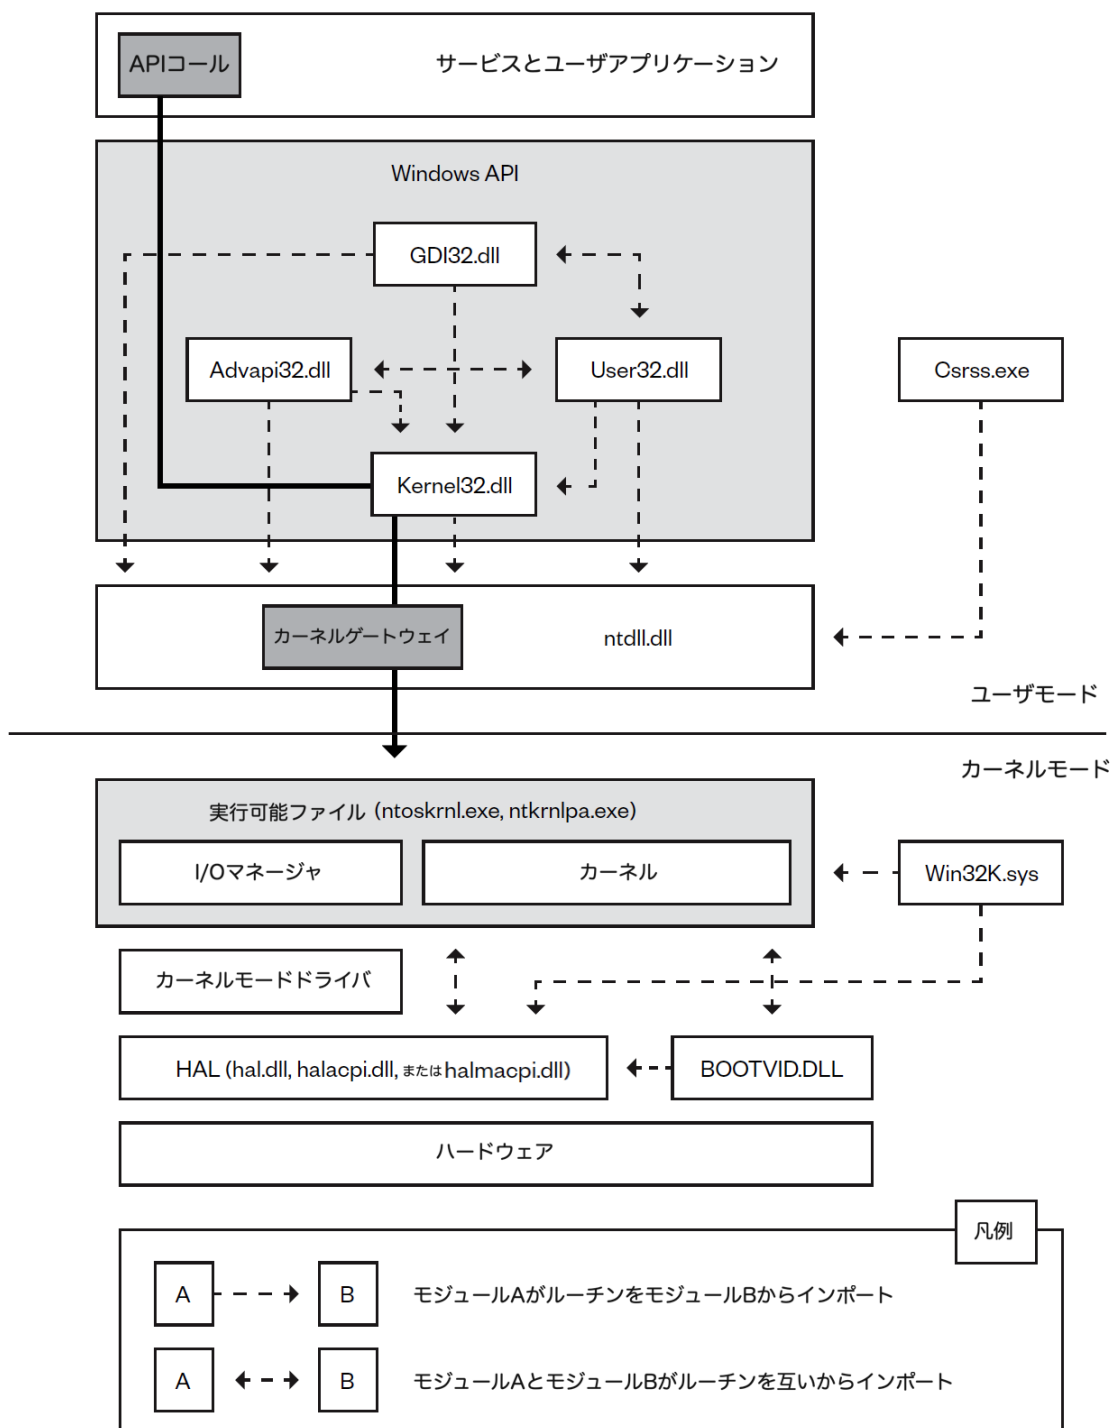 APIコール
サービスとユーザアプリケーション
Windows API
GDI32.dll
Advapi32.dll
User32.dll
Csrss.exe
Kernel32.dll
カーネルゲートウェイ
ntdll.dll
ユーザモード
カーネルモード
実行可能ファイル (ntoskrnl.exe, ntkrnlpa.exe)
I/Oマネージャ
カーネル
Win32K.sys
カーネルモードドライバ
HAL (hal.dll, halacpi.dll, または halmacpi.dll)
BOOTVID.DLL
ハードウェア
凡例
A
B
モジュールAがルーチンをモジュールBからインポート
A
B
モジュールAとモジュールBがルーチンを互いからインポート